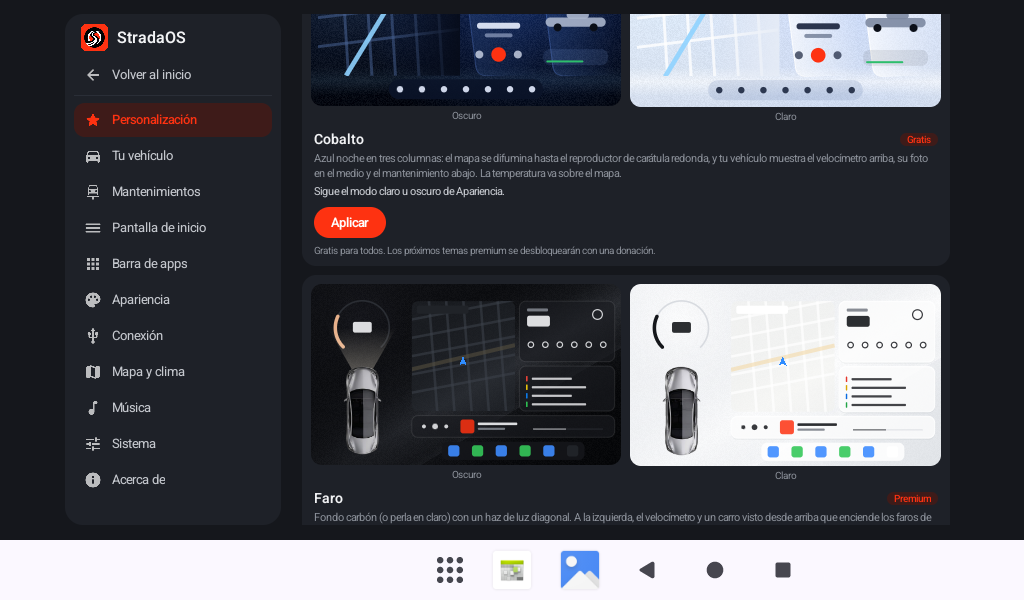 StradaOS
Volver al inicio
Personalización
Tu vehículo
Mantenimientos
Pantalla de inicio
Barra de apps
Apariencia
Conexión
Mapa y clima
Música
Sistema
Acerca de
Oscuro
Claro
Cobalto
Gratis
Azul noche en tres columnas: el mapa se difumina hasta el reproductor de carátula redonda, y tu vehículo muestra el velocímetro arriba, su foto
en el medio y el mantenimiento abajo. La temperatura va sobre el mapa.
Sigue el modo claro u oscuro de Apariencia.
Aplicar
Gratis para todos. Los próximos temas premium se desbloquearán con una donación.
Oscuro
Claro
Faro
Premium
Fondo carbón (o perla en claro) con un haz de luz diagonal. A la izquierda, el velocímetro y un carro visto desde arriba que enciende los faros de